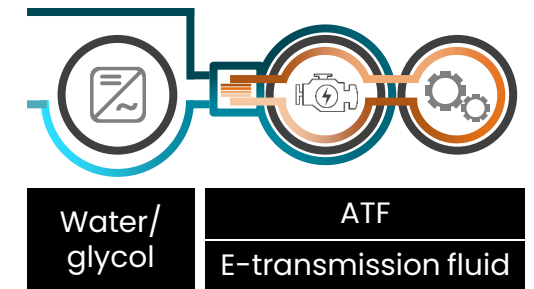 Water/
glycol
ATF
E-transmission fluid